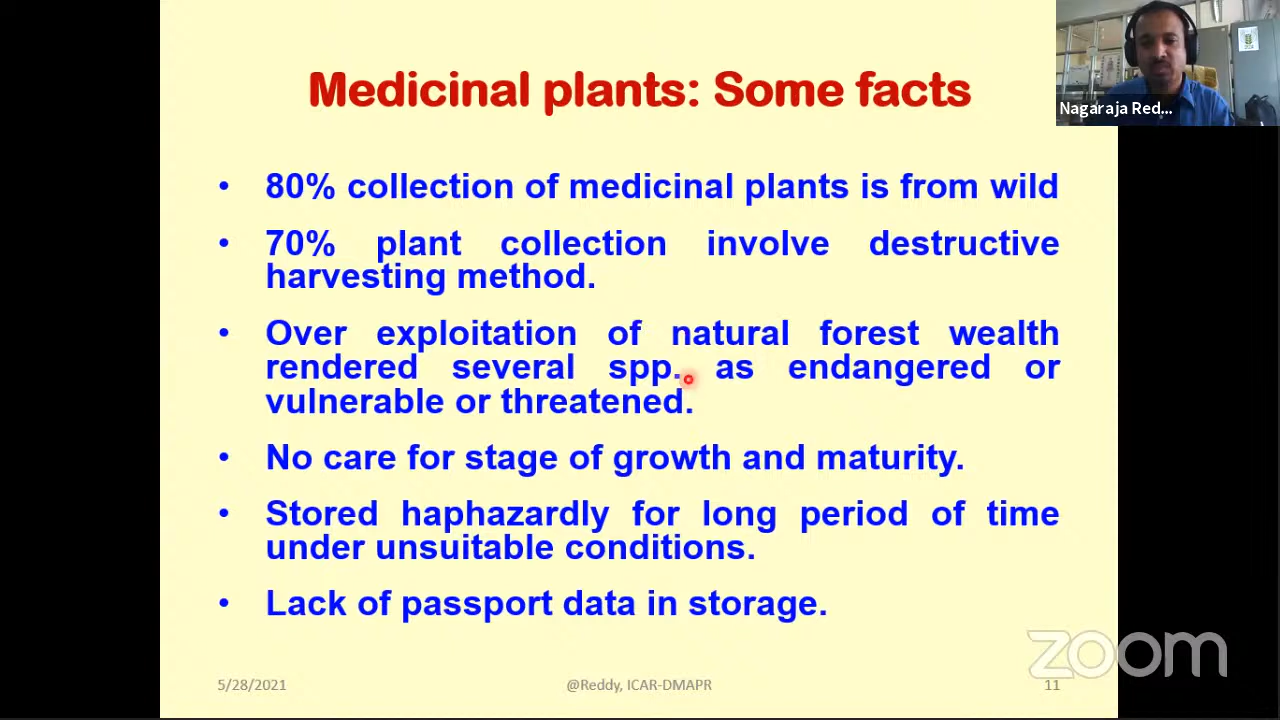 Medicinal plants: Some facts
Nagaraja Red...
• 80% collection of medicinal plants is from wild
• 70% plant collection involve destructive
harvesting method.
• Over exploitation of natural forest wealth
rendered several spp. as endangered or
vulnerable or threatened.
• No care for stage of growth and maturity.
• Stored haphazardly for long period of time
under unsuitable conditions.
• Lack of passport data in storage.
zoom
5/28/2021 @Reddy, ICAR-DMAPR 11